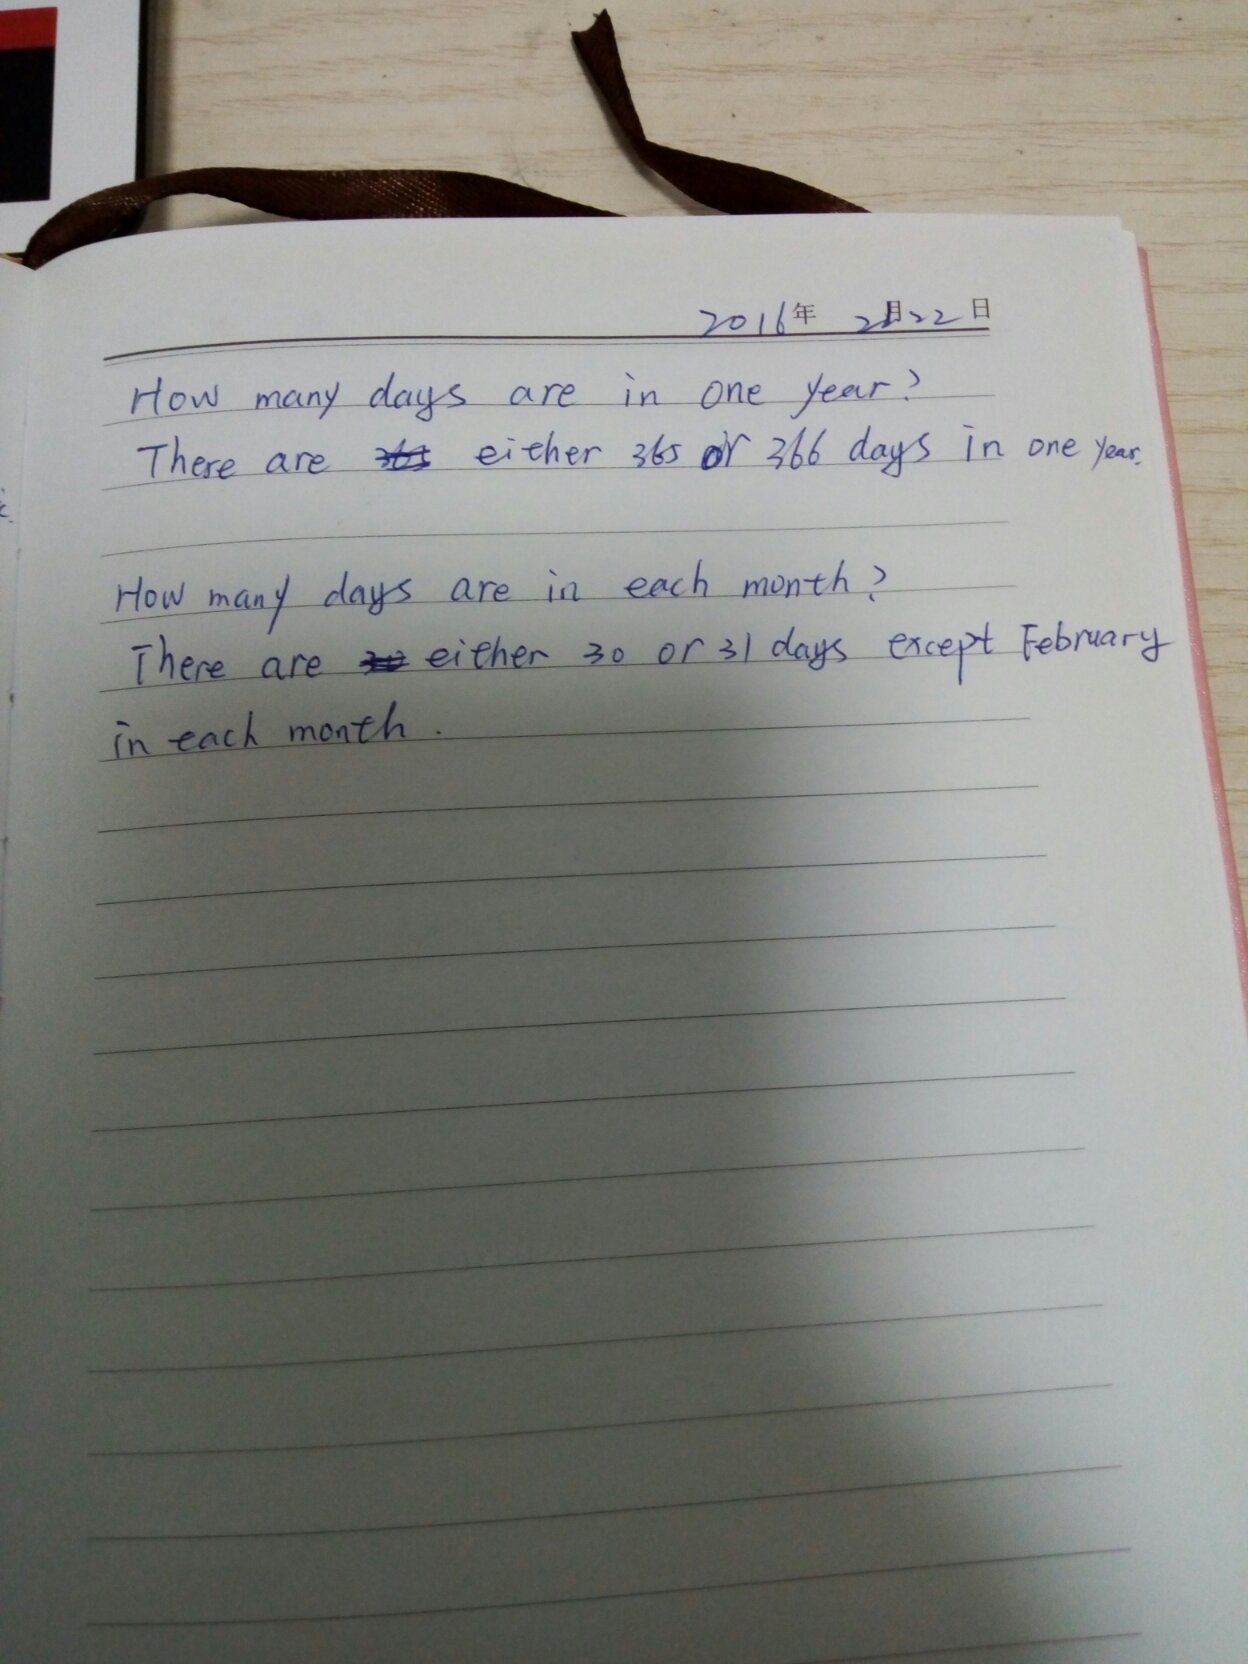 2016年 2月22日
How many days are in one year?
There are either 365 or 366 days in one year.
How many days are in each month?
There are either 30 or 31 days except February
in each month.